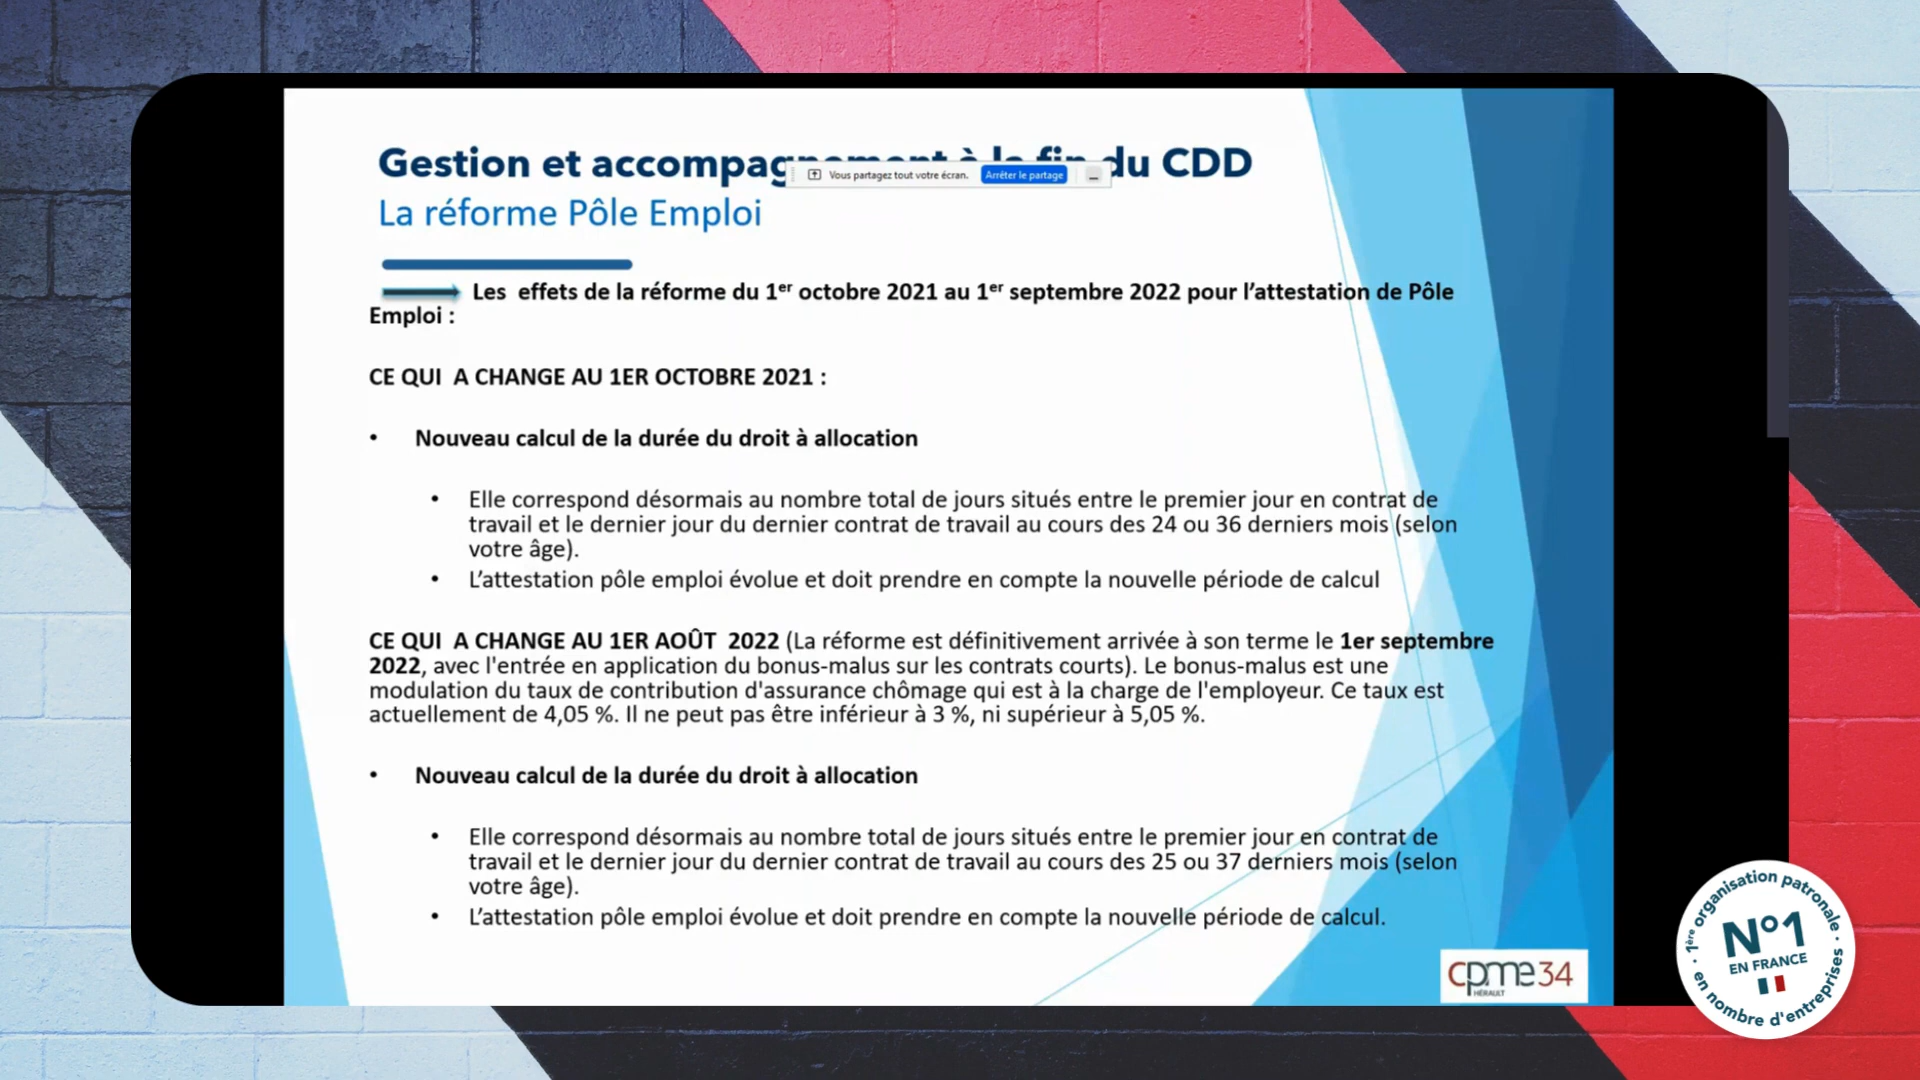 Gestion et accompagnement à la fin du CDD
Vous partagez tout votre écran. Arrêter le partage
La réforme Pôle Emploi
Les effets de la réforme du 1er octobre 2021 au 1er septembre 2022 pour l’attestation de Pôle
Emploi :
CE QUI A CHANGE AU 1ER OCTOBRE 2021 :
• Nouveau calcul de la durée du droit à allocation
• Elle correspond désormais au nombre total de jours situés entre le premier jour en contrat de
travail et le dernier jour du dernier contrat de travail au cours des 24 ou 36 derniers mois (selon
votre âge).
• L’attestation pôle emploi évolue et doit prendre en compte la nouvelle période de calcul
CE QUI A CHANGE AU 1ER AOÛT 2022 (La réforme est définitivement arrivée à son terme le 1er septembre
2022, avec l'entrée en application du bonus-malus sur les contrats courts). Le bonus-malus est une
modulation du taux de contribution d'assurance chômage qui est à la charge de l'employeur. Ce taux est
actuellement de 4,05 %. Il ne peut pas être inférieur à 3 %, ni supérieur à 5,05 %.
• Nouveau calcul de la durée du droit à allocation
• Elle correspond désormais au nombre total de jours situés entre le premier jour en contrat de
travail et le dernier jour du dernier contrat de travail au cours des 25 ou 37 derniers mois (selon
votre âge).
• L’attestation pôle emploi évolue et doit prendre en compte la nouvelle période de calcul.
cpme34
HÉRAULT
1ère organisation patronale
N°1
EN FRANCE
en nombre d'entreprises